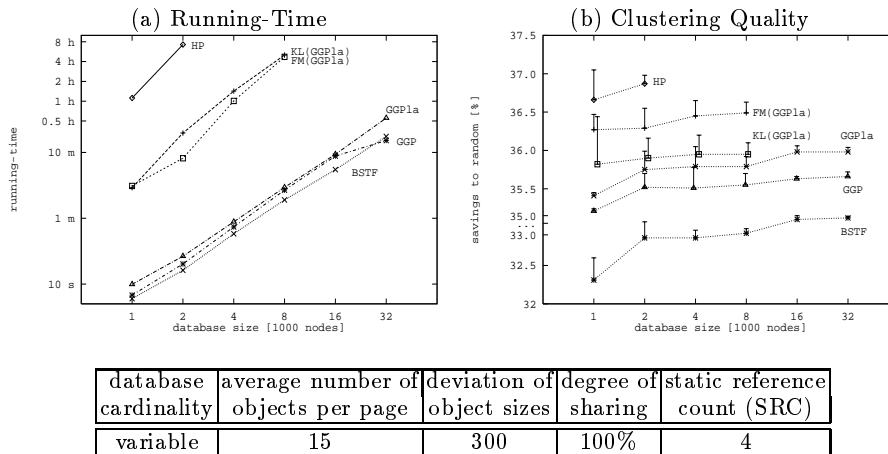 (a) Running-Time
8 h
4 h
2 h
1 h
0.5 h
10 m
1 m
10 s
running-time
HP
KL(GGPla)
FM(GGPla)
GGPla
GGP
BSTF
1 2 4 8 16 32
database size [1000 nodes]
(b) Clustering Quality
37.5
37.0
36.5
36.0
35.5
35.0
...
33.0
32.5
32
savings to random [%]
HP
FM(GGPla)
KL(GGPla)
GGPla
GGP
BSTF
1 2 4 8 16 32
database size [1000 nodes]
database average number of deviation of degree of static reference
cardinality objects per page object sizes sharing count (SRC)
variable 15 300 100% 4